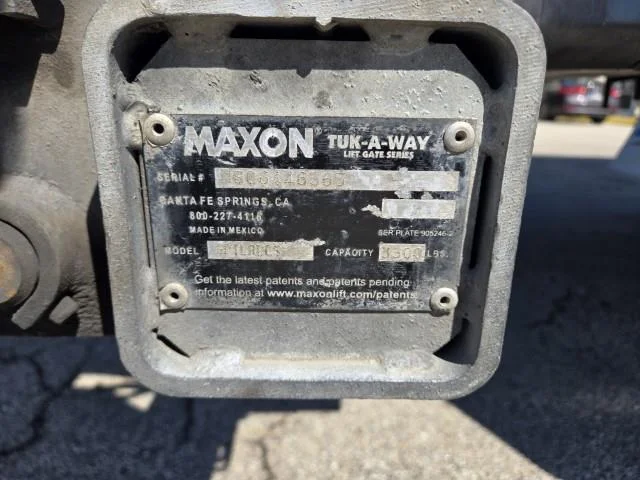 MAXON® TUK-A-WAY
LIFT GATE SERIES
SERIAL #
SANTA FE SPRINGS, CA
800-227-4116
MADE IN MEXICO
SER PLATE 905246-2
MODEL CAPACITY 3500 LBS.
Get the latest patents and patents pending
information at www.maxonlift.com/patents